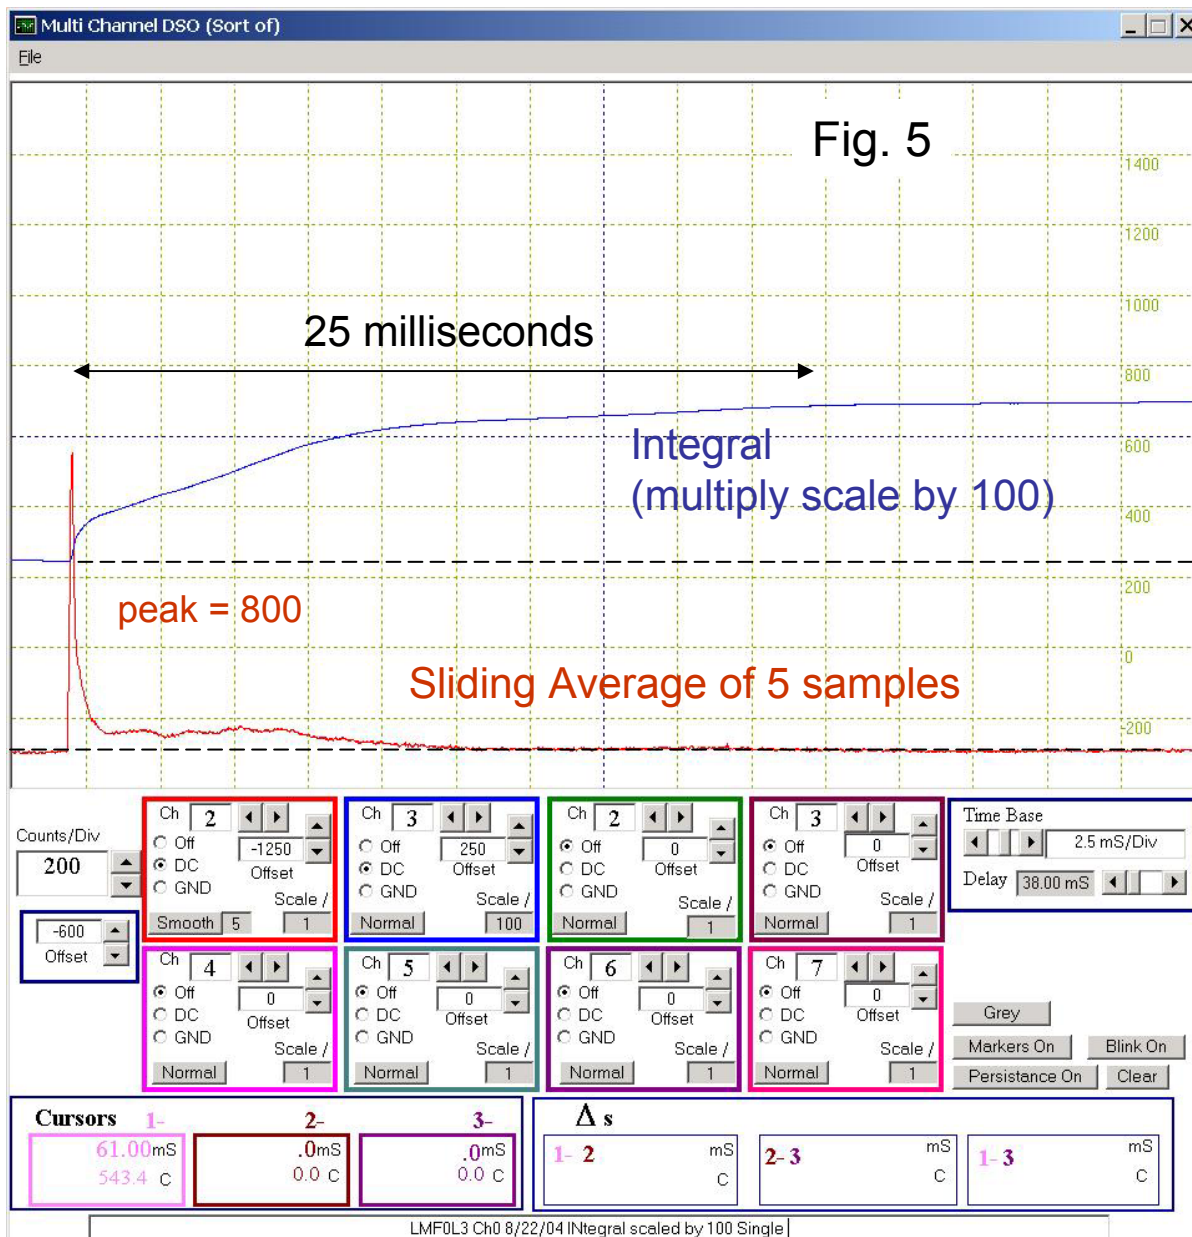 Multi Channel DSO (Sort of)
File
Fig. 5
1400
1200
1000
25 milliseconds
800
600
Integral
(multiply scale by 100)
400
200
peak = 800
0
Sliding Average of 5 samples
-200
Counts/Div
200
-600
Offset
Ch 2
Off
DC
GND
-1250
Offset
Scale /
Smooth 5 1
Ch 3
Off
DC
GND
250
Offset
Scale /
Normal 100
Ch 2
Off
DC
GND
0
Offset
Scale /
Normal 1
Ch 3
Off
DC
GND
0
Offset
Scale /
Normal 1
Time Base
2.5 mS/Div
Delay 38.00 mS
Ch 4
Off
DC
GND
0
Offset
Scale /
Normal 1
Ch 5
Off
DC
GND
0
Offset
Scale /
Normal 1
Ch 6
Off
DC
GND
0
Offset
Scale /
Normal 1
Ch 7
Off
DC
GND
0
Offset
Scale /
Normal 1
Grey
Markers On Blink On
Persistance On Clear
Cursors 1- 2- 3-
61.00mS .0mS .0mS
543.4 C 0.0 C 0.0 C
Δ s
1- 2 mS 2- 3 mS 1- 3 mS
C C C
LMF0L3 Ch0 8/22/04 INtegral scaled by 100 Single